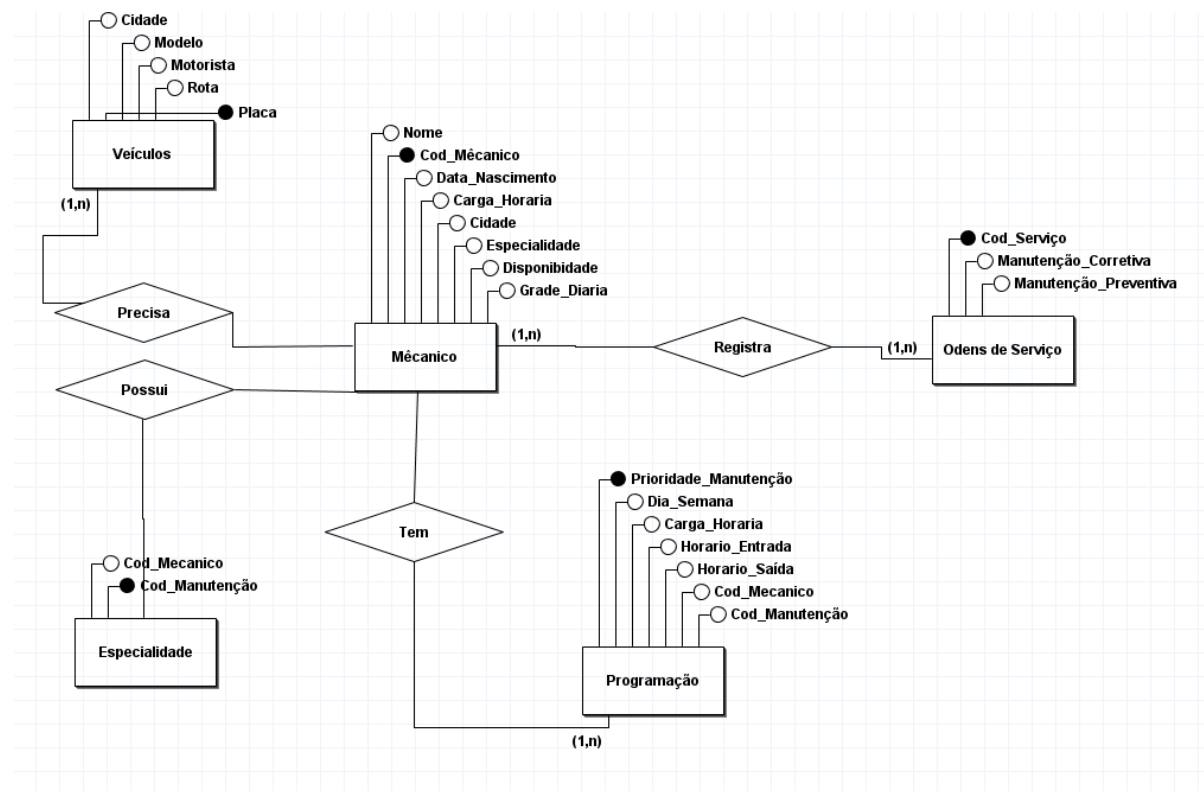 Cidade
Modelo
Motorista
Rota
Placa
Veículos
(1,n)
Precisa
Nome
Cod_Mêcanico
Data_Nascimento
Carga_Horaria
Cidade
Especialidade
Disponibidade
Grade_Diaria
Mêcanico
(1,n)
Registra
(1,n)
Cod_Serviço
Manutenção_Corretiva
Manutenção_Preventiva
Odens de Serviço
Possui
Cod_Mecanico
Cod_Manutenção
Especialidade
Tem
Prioridade_Manutenção
Dia_Semana
Carga_Horaria
Horario_Entrada
Horario_Saída
Cod_Mecanico
Cod_Manutenção
Programação
(1,n)